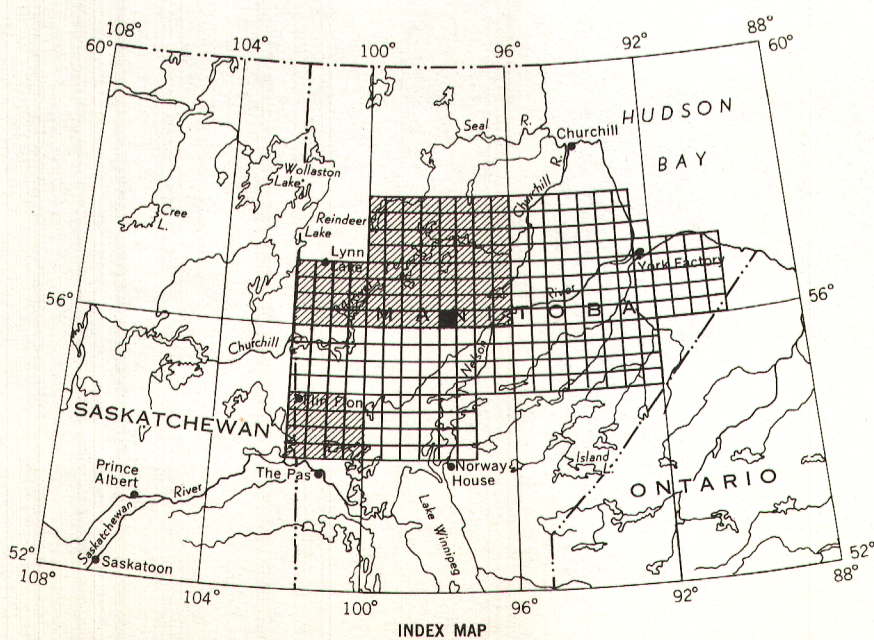 108°
60°
104°
100°
96°
92°
88°
60°
HUDSON
BAY
Seal R.
Churchill
Churchill R.
Wollaston
Lake
Cree
L.
Reindeer
Lake
Lynn
Lake
York Factory
River
56°
56°
MANITOBA
Churchill
Nelson
Flin Flon
SASKATCHEWAN
Prince
Albert
River
The Pas
Norway
House
Island
ONTARIO
Saskatchewan
Lake Winnipeg
Saskatoon
52°
108°
104°
100°
96°
92°
52°
88°
INDEX MAP